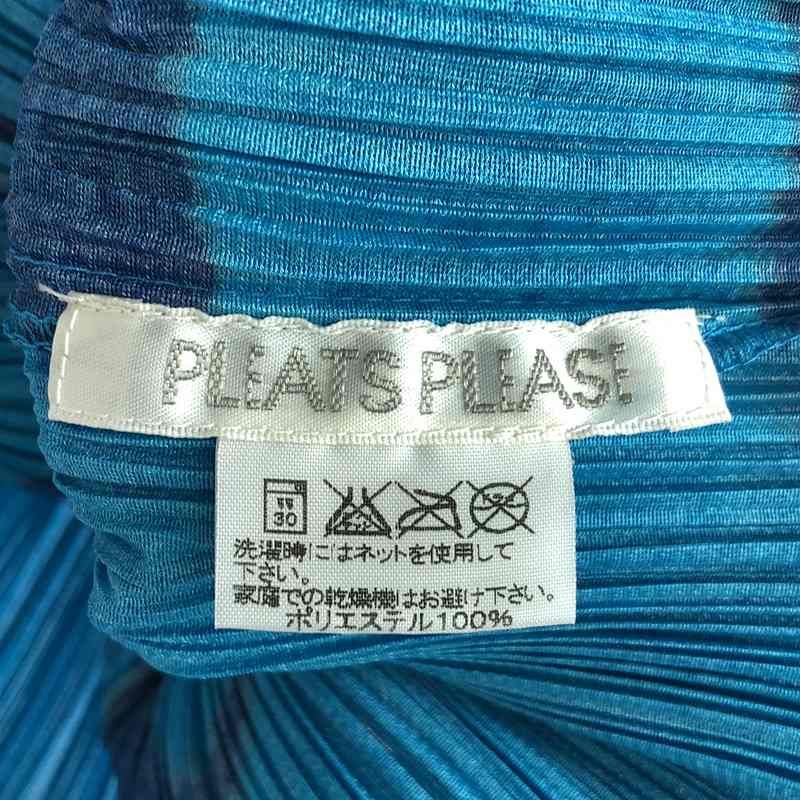 PLEATS PLEASE
弱
30
洗濯時にはネットを使用して
下さい。
家庭での乾燥機はお避け下さい。
ポリエステル100%